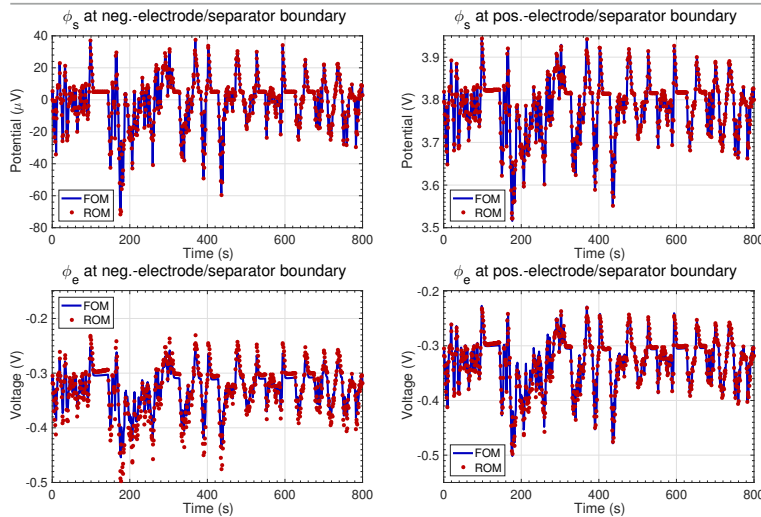 ϕs at neg.-electrode/separator boundary
40
20
0
-20
-40
-60
-80
Potential (μV)
FOM
ROM
0 200 400 600 800
Time (s)
ϕs at pos.-electrode/separator boundary
3.9
3.8
3.7
3.6
3.5
Potential (V)
FOM
ROM
0 200 400 600 800
Time (s)
ϕe at neg.-electrode/separator boundary
FOM
ROM
-0.2
-0.3
-0.4
-0.5
Voltage (V)
0 200 400 600 800
Time (s)
ϕe at pos.-electrode/separator boundary
-0.2
-0.3
-0.4
-0.5
Voltage (V)
FOM
ROM
0 200 400 600 800
Time (s)